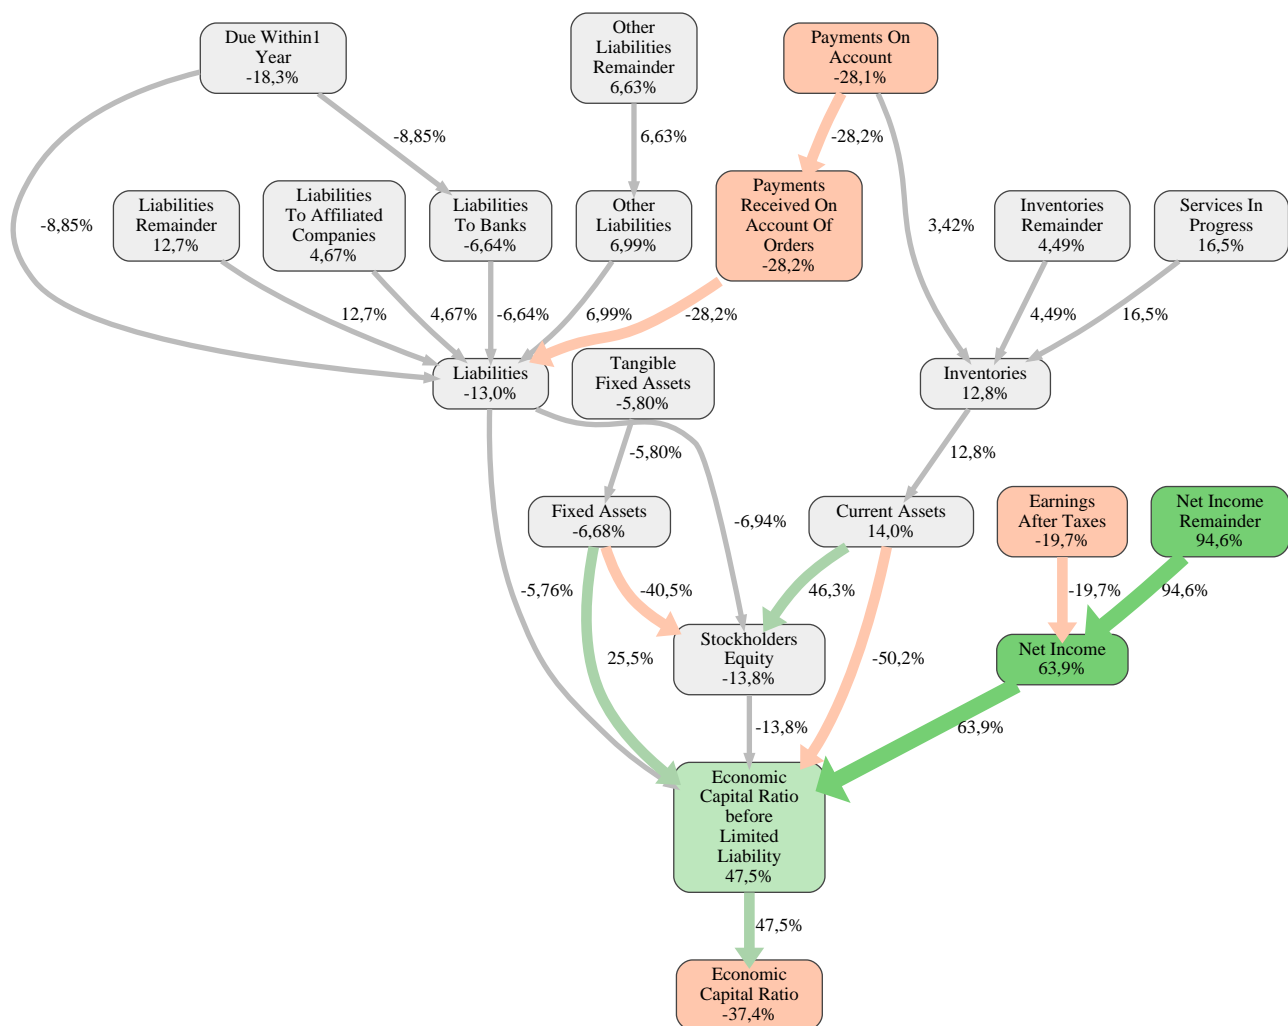 Due Within1
Year
-18,3%
Other
Liabilities
Remainder
6,63%
Payments On
Account
-28,1%
-8,85%
6,63%
-28,2%
Liabilities
Remainder
12,7%
Liabilities
To Affiliated
Companies
4,67%
Liabilities
To Banks
-6,64%
Other
Liabilities
6,99%
Payments
Received On
Account Of
Orders
-28,2%
Inventories
Remainder
4,49%
Services In
Progress
16,5%
-8,85%
3,42%
12,7%
4,67%
-6,64%
6,99%
-28,2%
4,49%
16,5%
Liabilities
-13,0%
Tangible
Fixed Assets
-5,80%
Inventories
12,8%
-5,80%
12,8%
Fixed Assets
-6,68%
-6,94%
Current Assets
14,0%
Earnings
After Taxes
-19,7%
Net Income
Remainder
94,6%
-5,76%
-40,5%
46,3%
-19,7%
94,6%
25,5%
Stockholders
Equity
-13,8%
-50,2%
Net Income
63,9%
-13,8%
63,9%
Economic
Capital Ratio
before
Limited
Liability
47,5%
47,5%
Economic
Capital Ratio
-37,4%